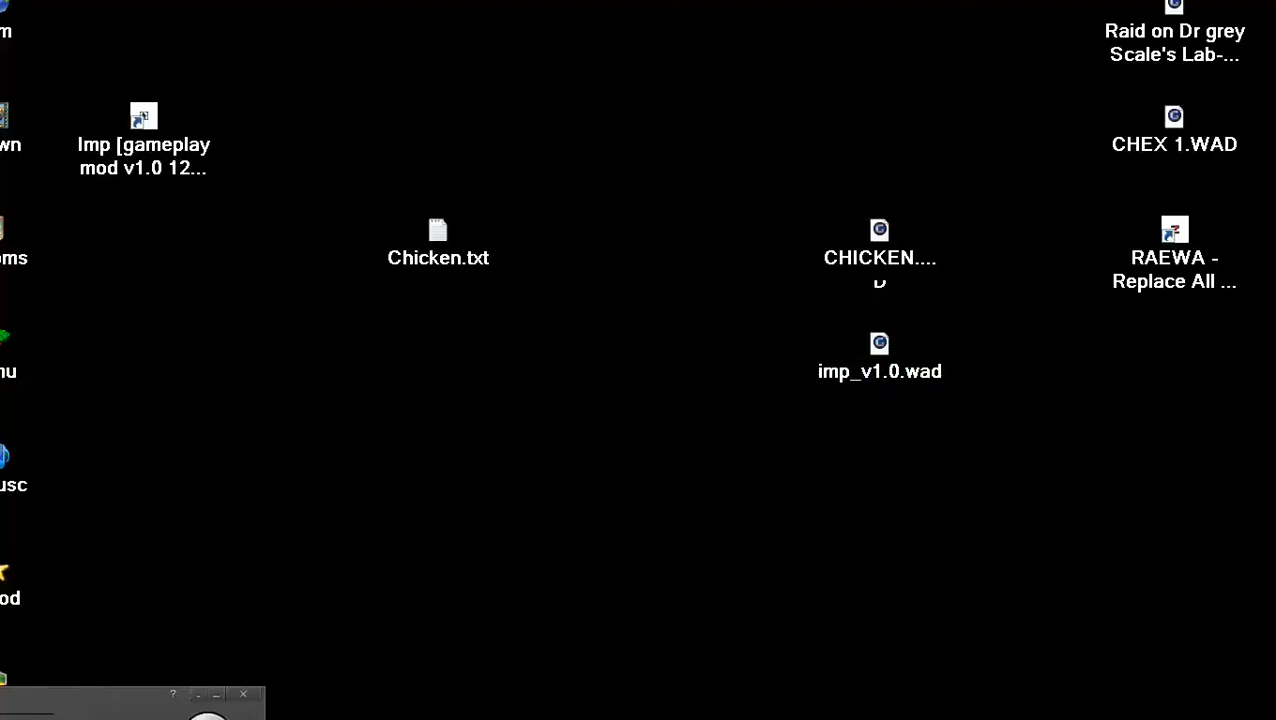 m
Raid on Dr grey
Scale's Lab-...
wn
Imp [gameplay
mod v1.0 12...
CHEX 1.WAD
oms
Chicken.txt
CHICKEN....
D
RAEWA -
Replace All ...
nu
imp_v1.0.wad
usc
od